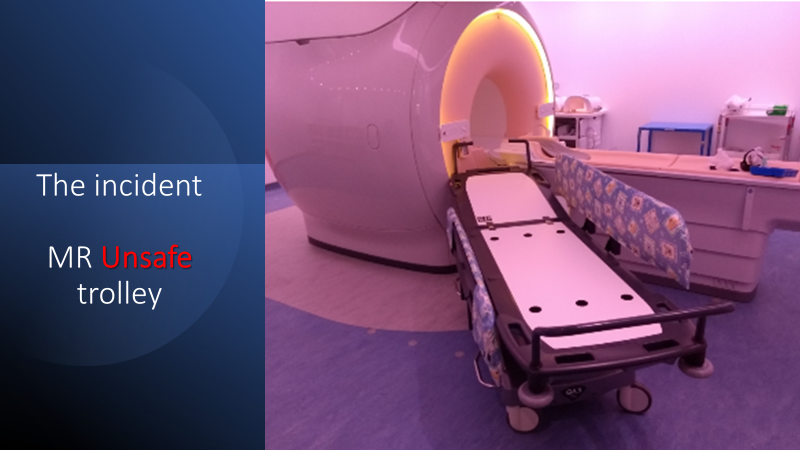 The incident
MR Unsafe
trolley